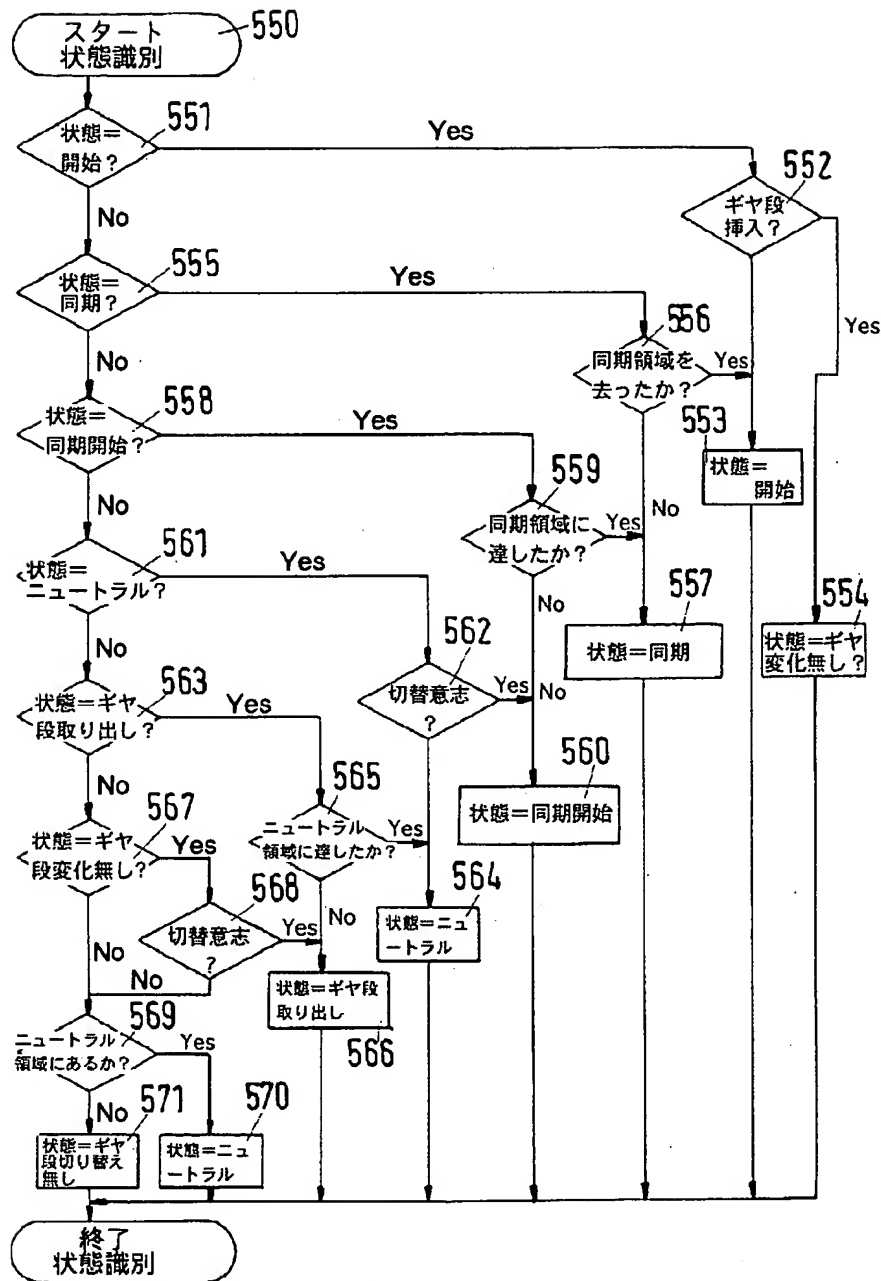 スタート
状態識別
550
状態=
開始?
551
Yes
No
ギヤ段
挿入?
552
Yes
状態=
同期?
555
Yes
No
同期領域を
去ったか?
556
Yes
No
553
状態=
開始
状態=
同期開始?
558
Yes
No
同期領域に
達したか?
559
Yes
No
557
状態=同期
554
状態=ギヤ
変化無し?
状態=
ニュートラル?
561
Yes
No
562
切替意志
?
Yes
No
560
状態=同期開始
状態=ギヤ
段取り出し?
563
Yes
No
565
ニュートラル
領域に達したか?
Yes
No
564
状態=ニュ
ートラル
状態=ギヤ
段変化無し?
567
Yes
No
568
切替意志
?
Yes
No
状態=ギヤ段
取り出し
566
ニュートラル
領域にあるか?
569
Yes
No
571
状態=ギヤ
段切り替え
無し
570
状態=ニュ
ートラル
終了
状態識別